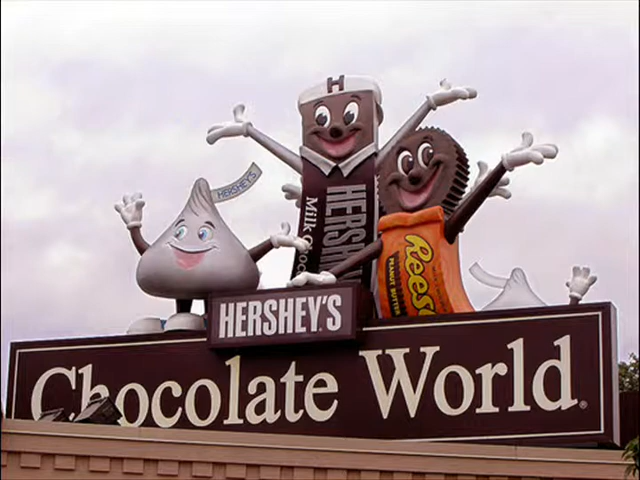 H
HERSHEY'S
HERSHEY'S
Milk Choc
Reese
PEANUT BUTTER
HERSHEY'S
Chocolate World®